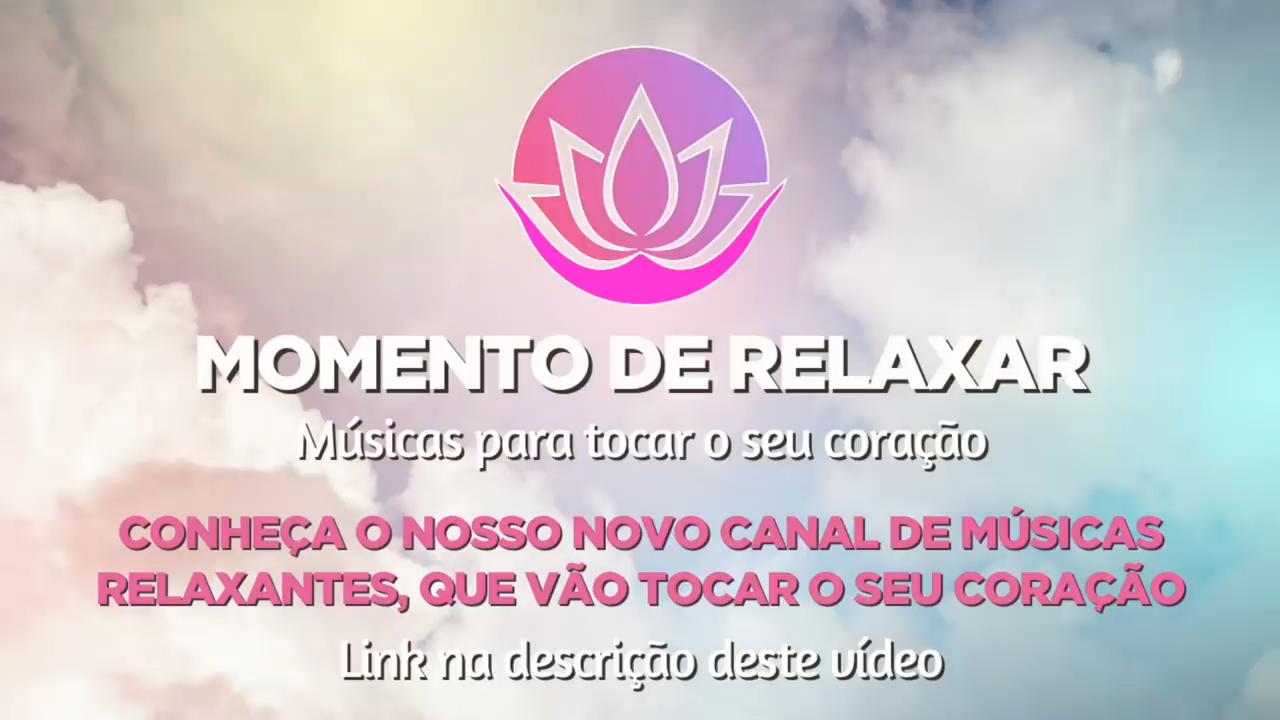 MOMENTO DE RELAXAR
Músicas para tocar o seu coração
CONHEÇA O NOSSO NOVO CANAL DE MÚSICAS
RELAXANTES, QUE VÃO TOCAR O SEU CORAÇÃO
Link na descrição deste vídeo